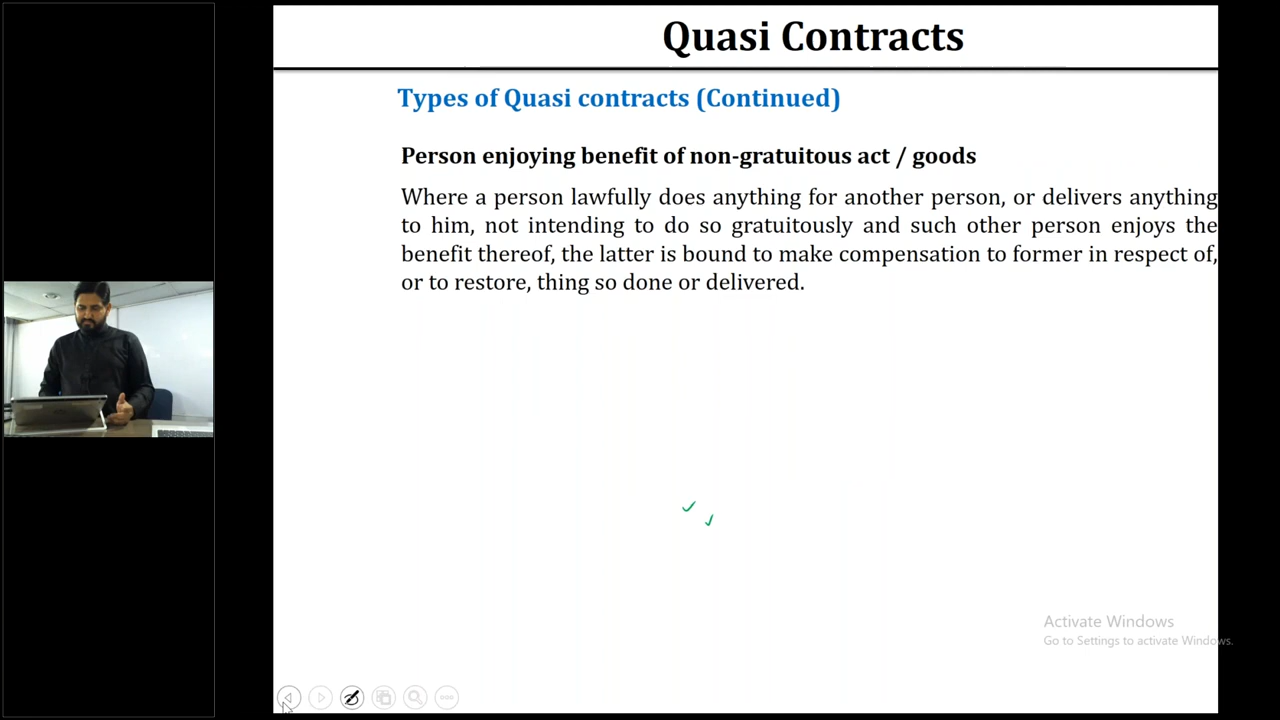 Quasi Contracts
Types of Quasi contracts (Continued)
Person enjoying benefit of non-gratuitous act / goods
Where a person lawfully does anything for another person, or delivers anything
to him, not intending to do so gratuitously and such other person enjoys the
benefit thereof, the latter is bound to make compensation to former in respect of,
or to restore, thing so done or delivered.
Activate Windows
Go to Settings to activate Windows.